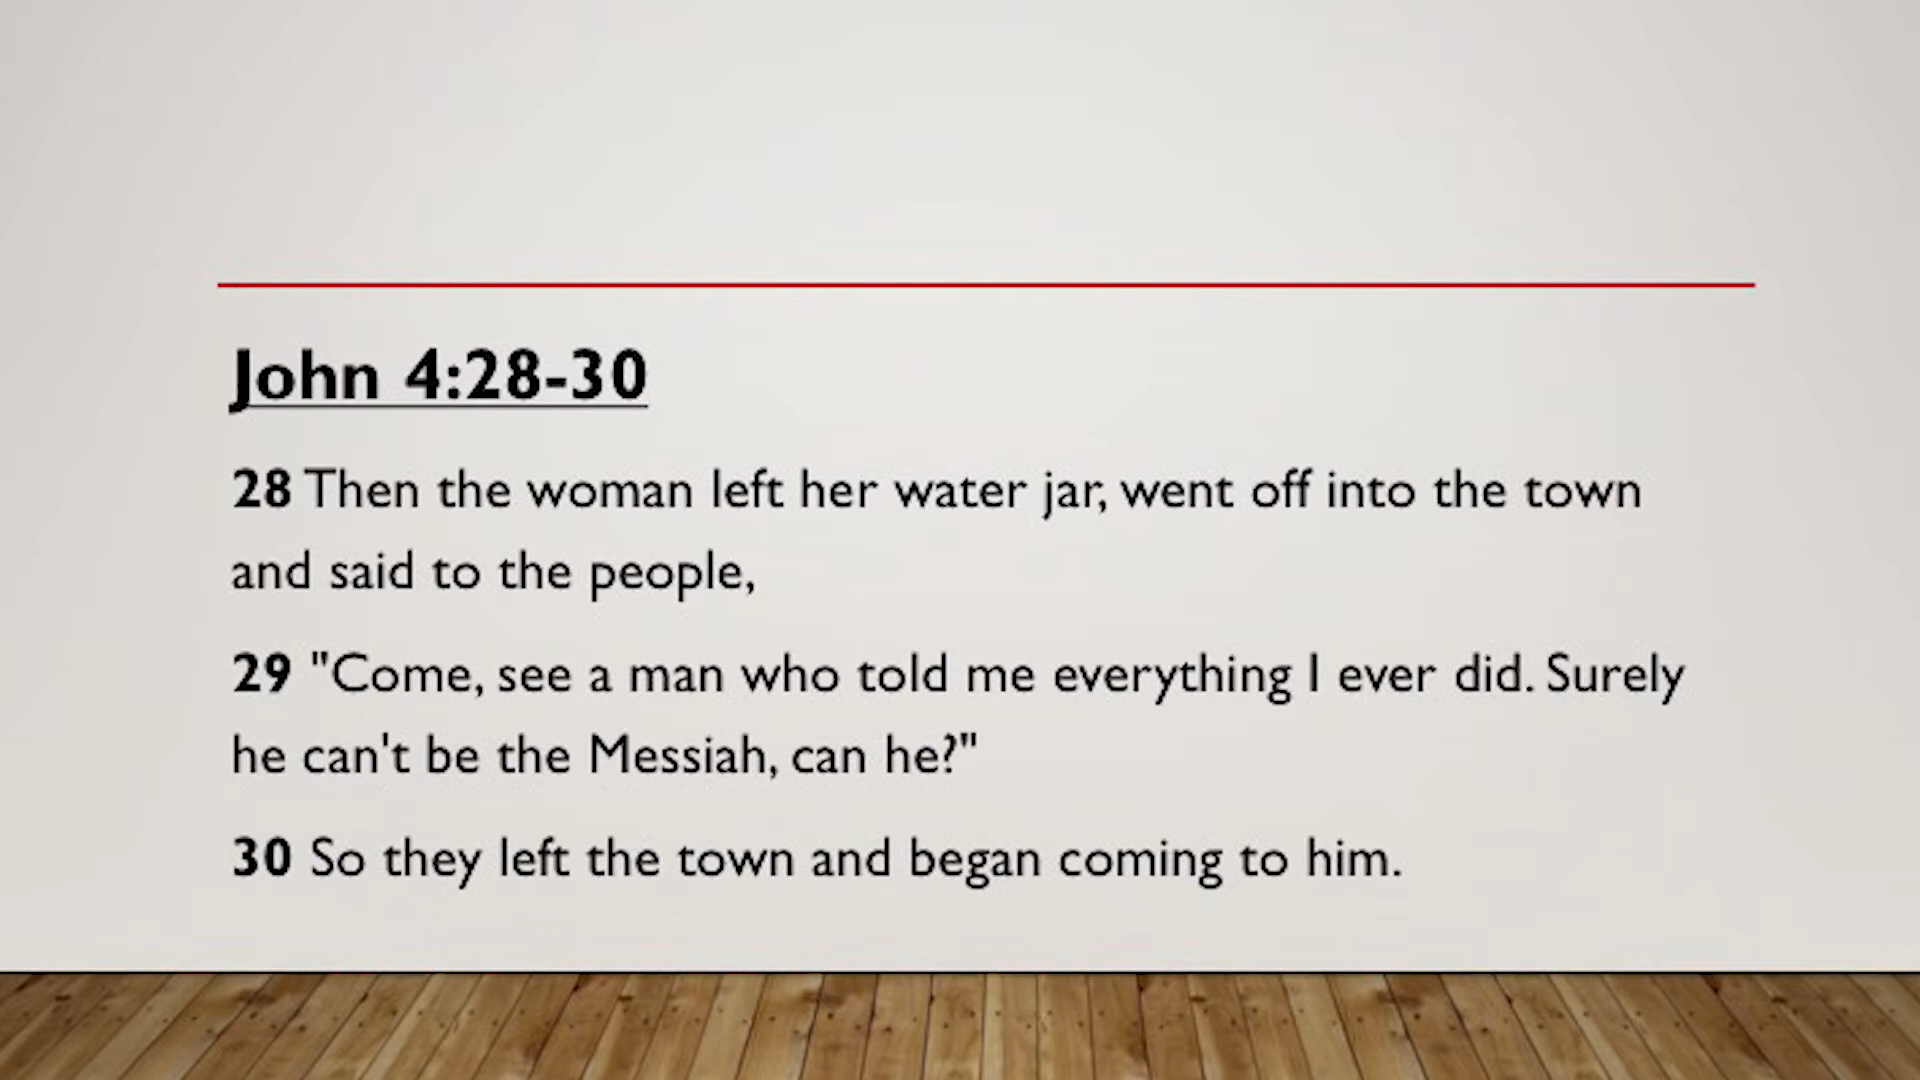 John 4:28-30
28 Then the woman left her water jar, went off into the town
and said to the people,
29 "Come, see a man who told me everything I ever did. Surely
he can't be the Messiah, can he?"
30 So they left the town and began coming to him.